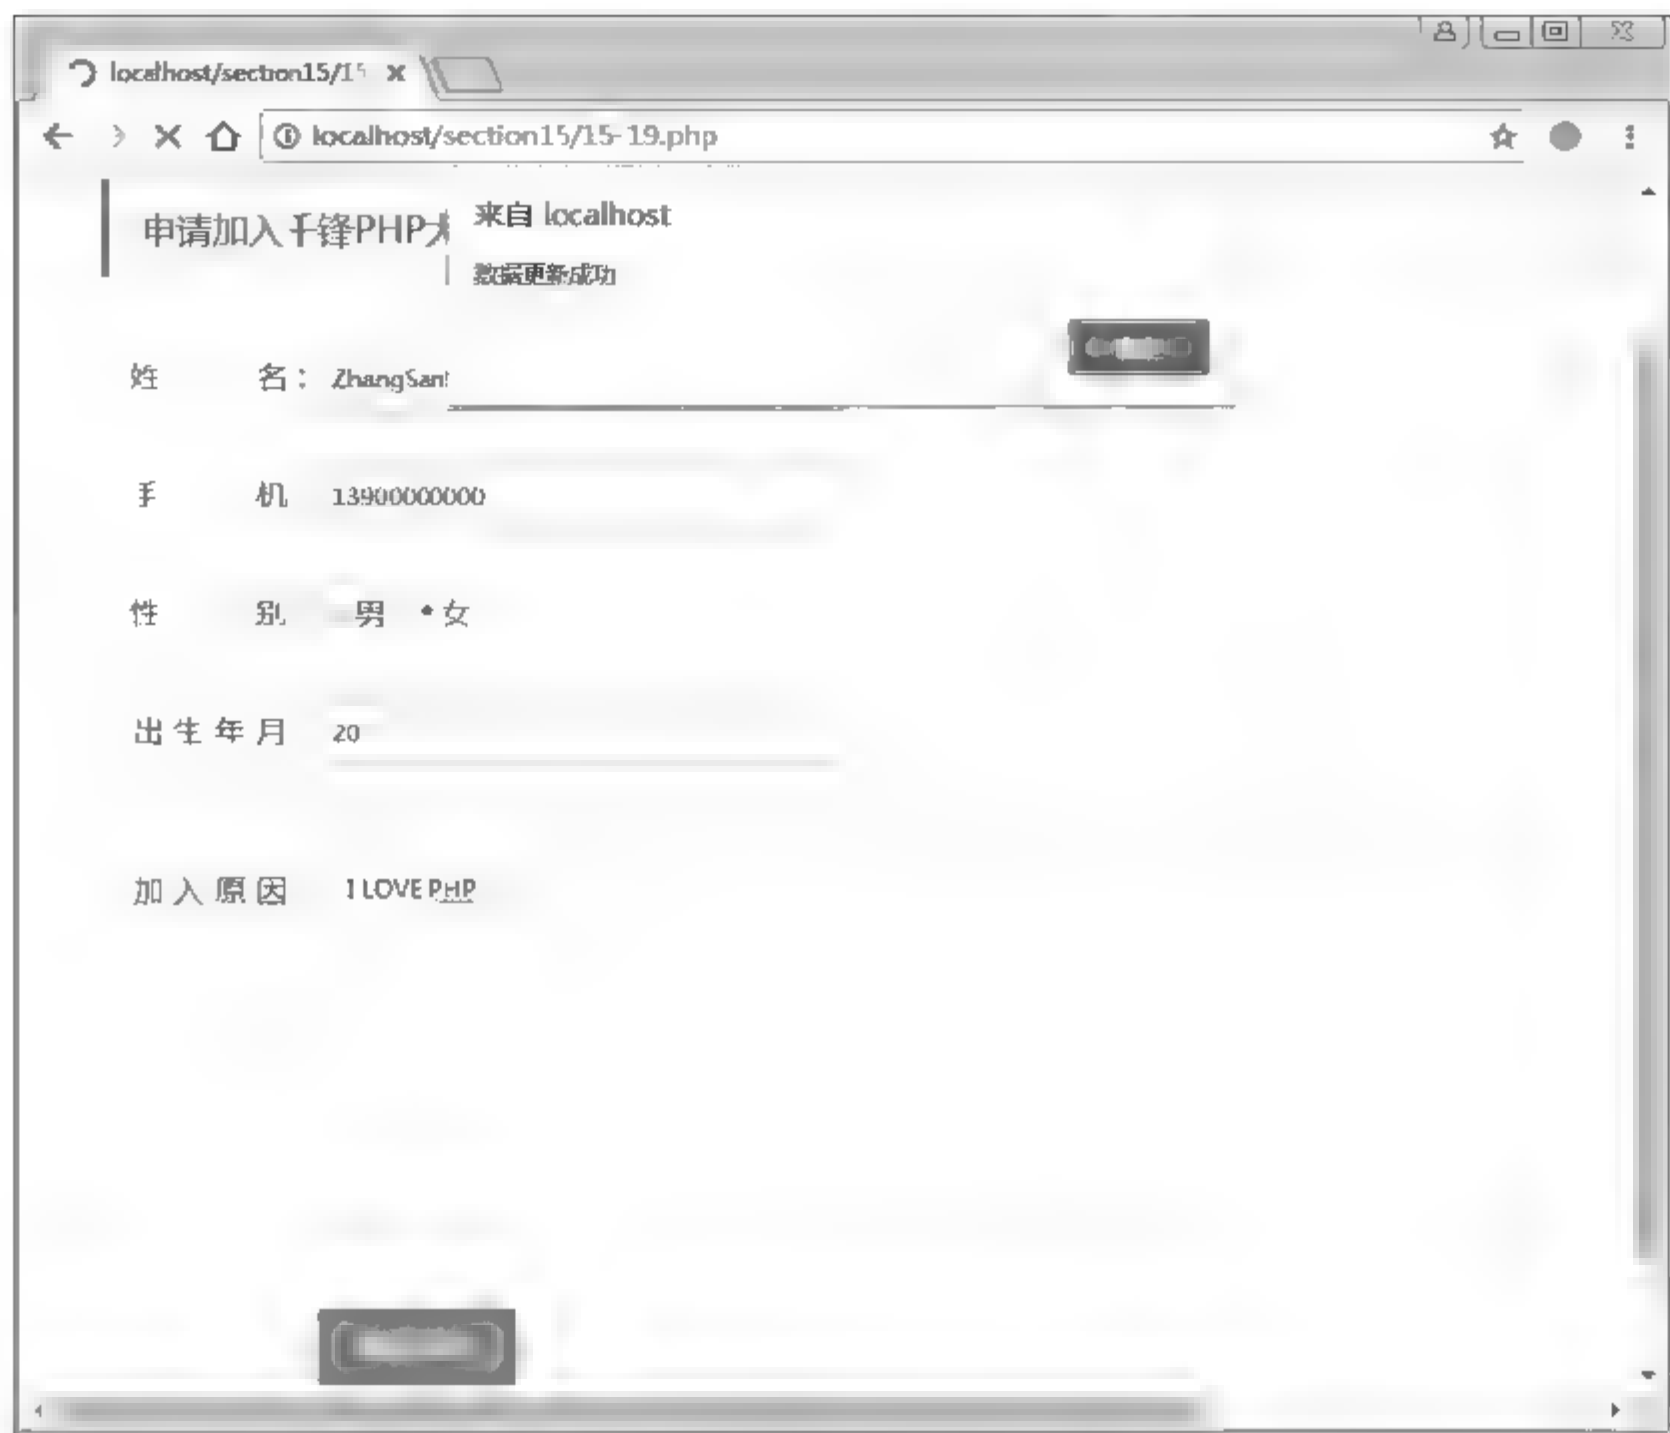 localhost/section15/15
localhost/section15/15-19.php
申请加入千锋PHP
来自 localhost
数据更新成功
姓 名： ZhangSan
手 机 13900000000
性 别 男 女
出生年月 20
加入原因 I LOVE PHP